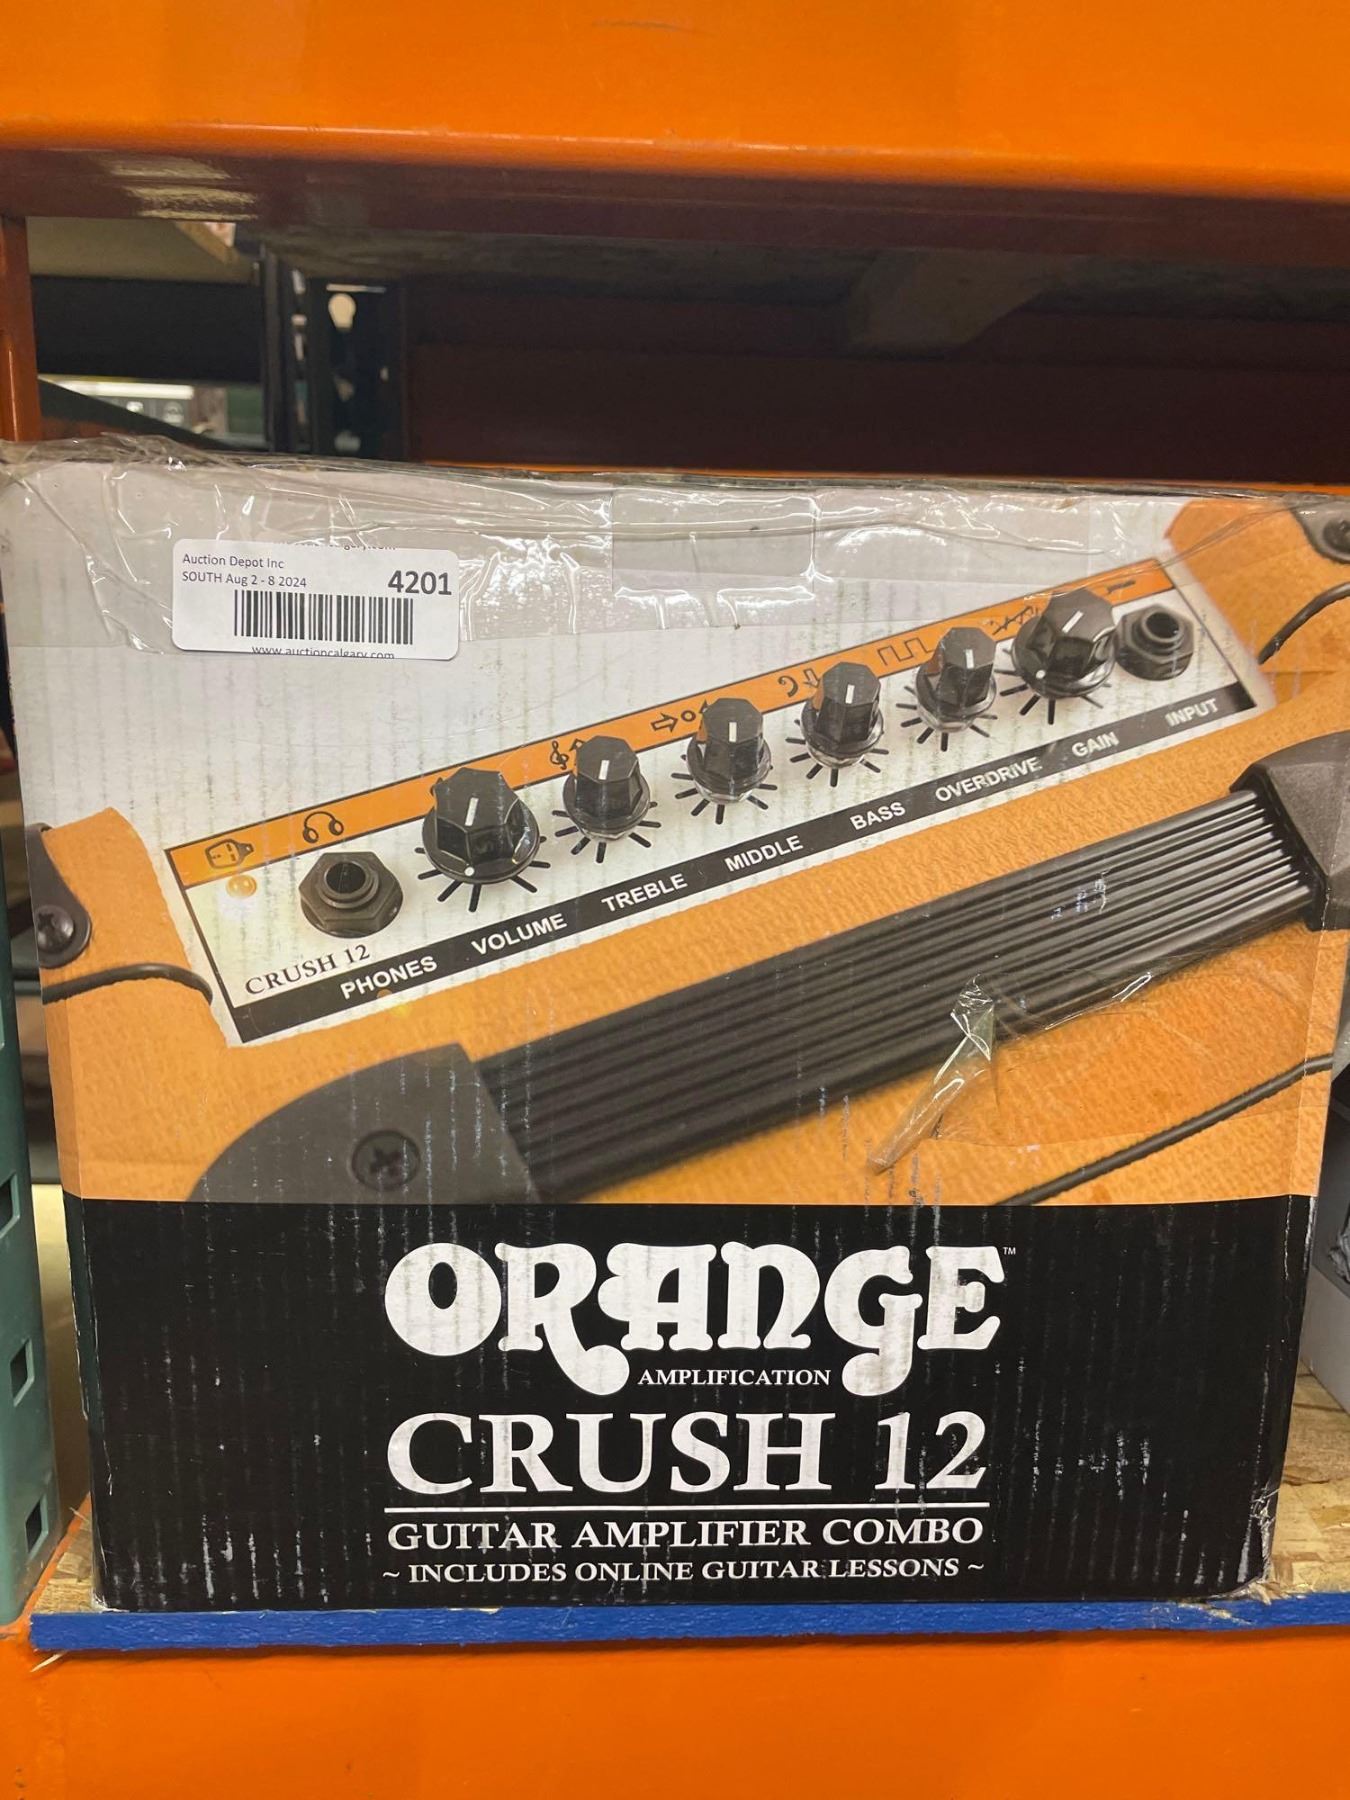 Auction Depot Inc
SOUTH Aug 2 - 8 2024
4201
www.auctioncalgary.com
CRUSH 12
PHONES VOLUME TREBLE MIDDLE BASS OVERDRIVE GAIN INPUT
ORANGE™
AMPLIFICATION
CRUSH 12
GUITAR AMPLIFIER COMBO
~ INCLUDES ONLINE GUITAR LESSONS ~